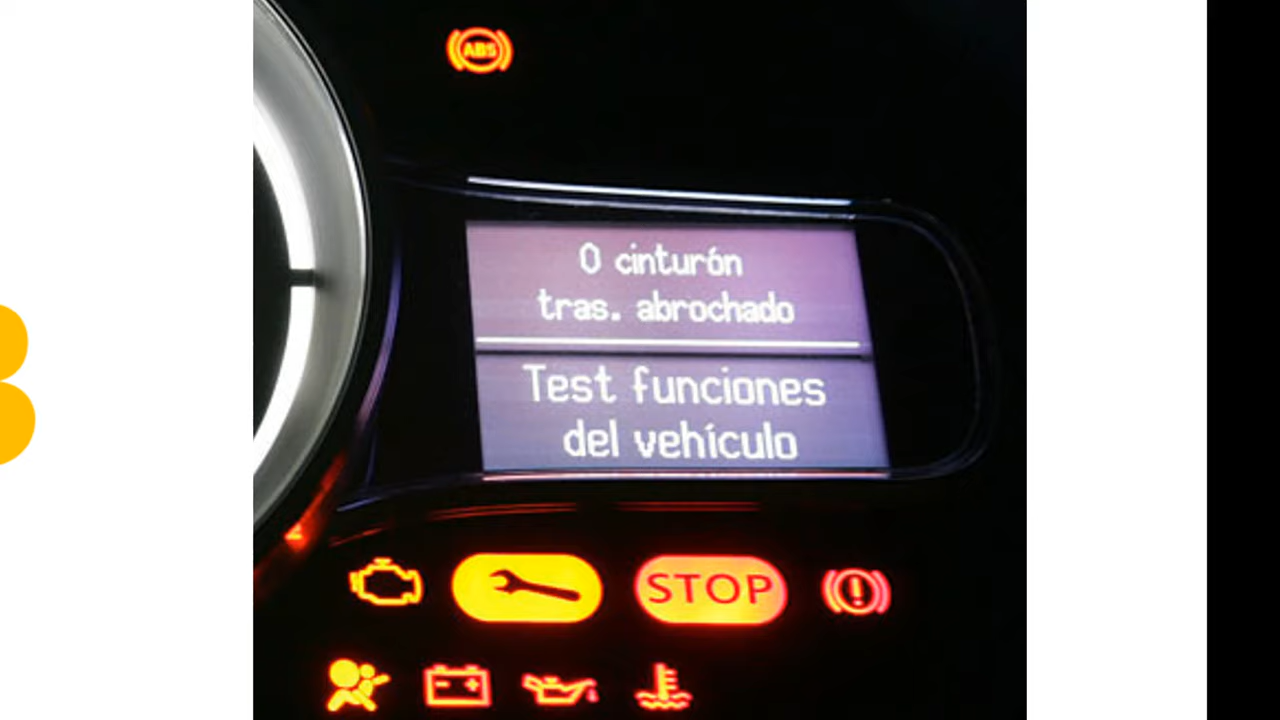 ABS
0 cinturón
tras. abrochado
Test funciones
del vehículo
STOP